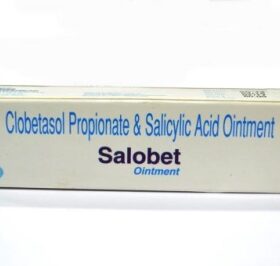 Clobetasol Propionate & Salicylic Acid Ointment
Salobet
Ointment